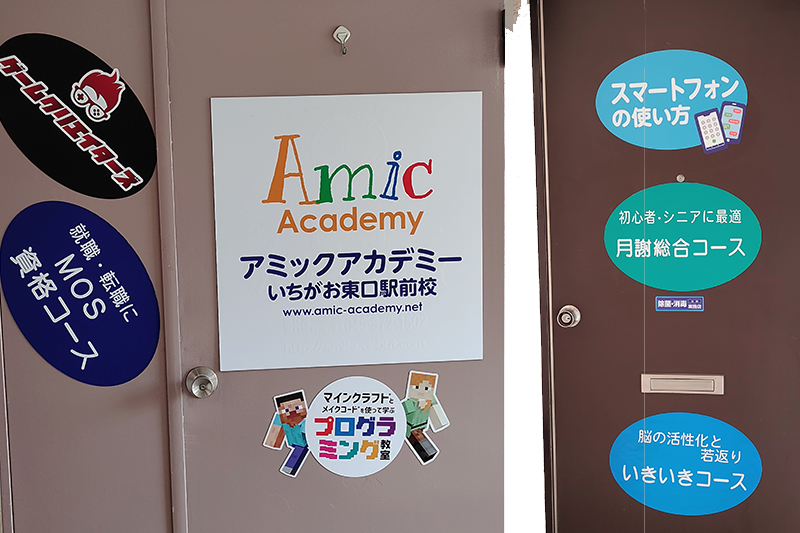 ゲームクリエイターズ
就職・転職に
MOS
資格コース
Amic
Academy
アミックアカデミー
いちがお東口駅前校
www.amic-academy.net
マインクラフトと
メイクコードを使って学ぶ
プログラ
ミング教室
スマートフォン
の使い方
初心者・シニアに最適
月謝総合コース
除菌・消毒
脳の活性化と
若返り
いきいきコース